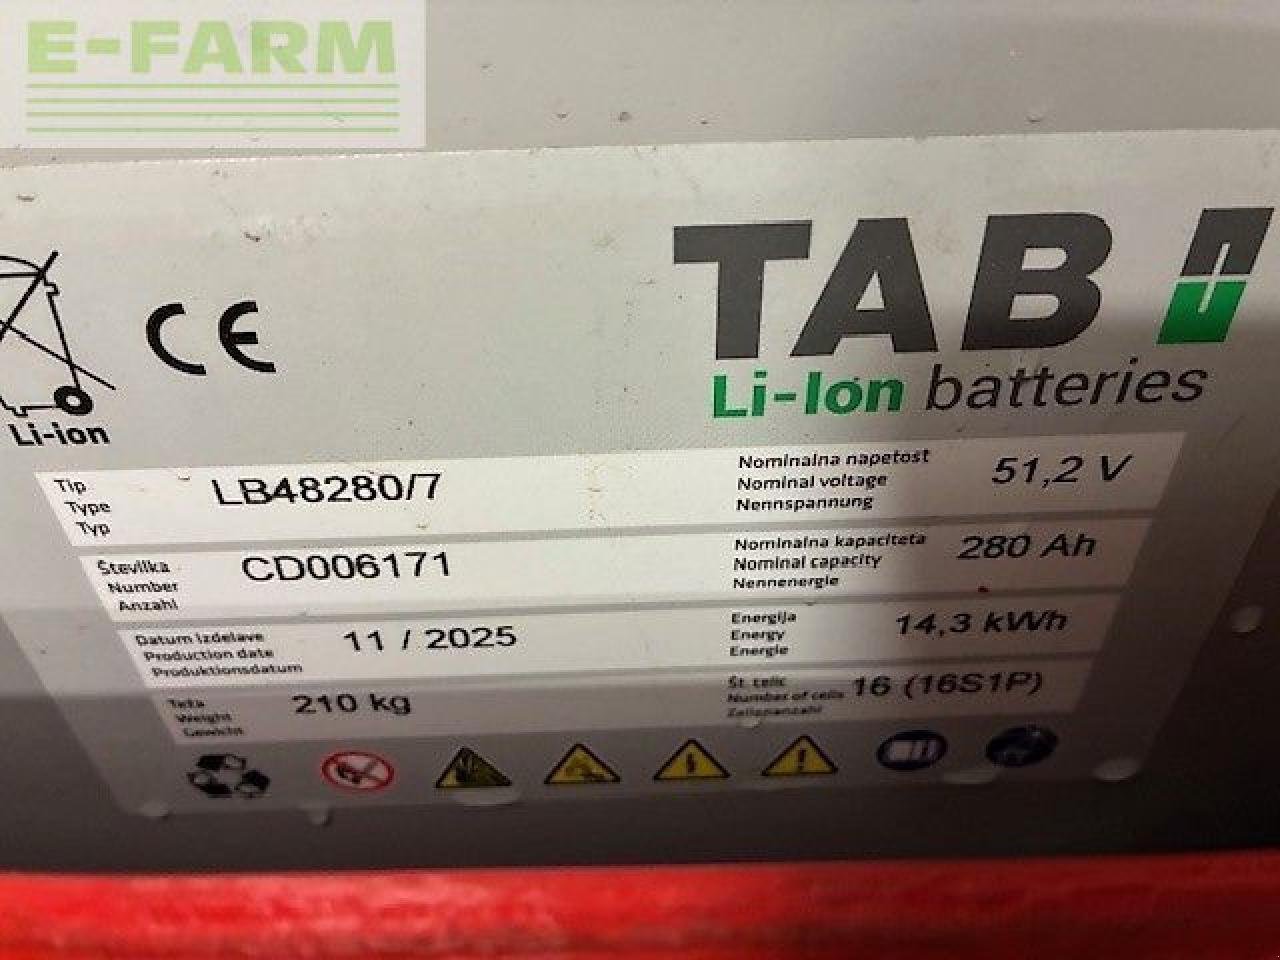 E-FARM
TAB
Li-Ion batteries
Li-ion
CE
Tip
Type
Typ
LB48280/7
Nominalna napetost
Nominal voltage
Nennspannung
51,2 V
Številka
Number
Anzahl
CD006171
Nominalna kapaciteta
Nominal capacity
Nennenergie
280 Ah
Datum izdelave
Production date
Produktionsdatum
11 / 2025
Energija
Energy
Energie
14,3 kWh
Teža
Weight
Gewicht
210 kg
Št. celic
Number of cells
Zellenanzahl
16 (16S1P)